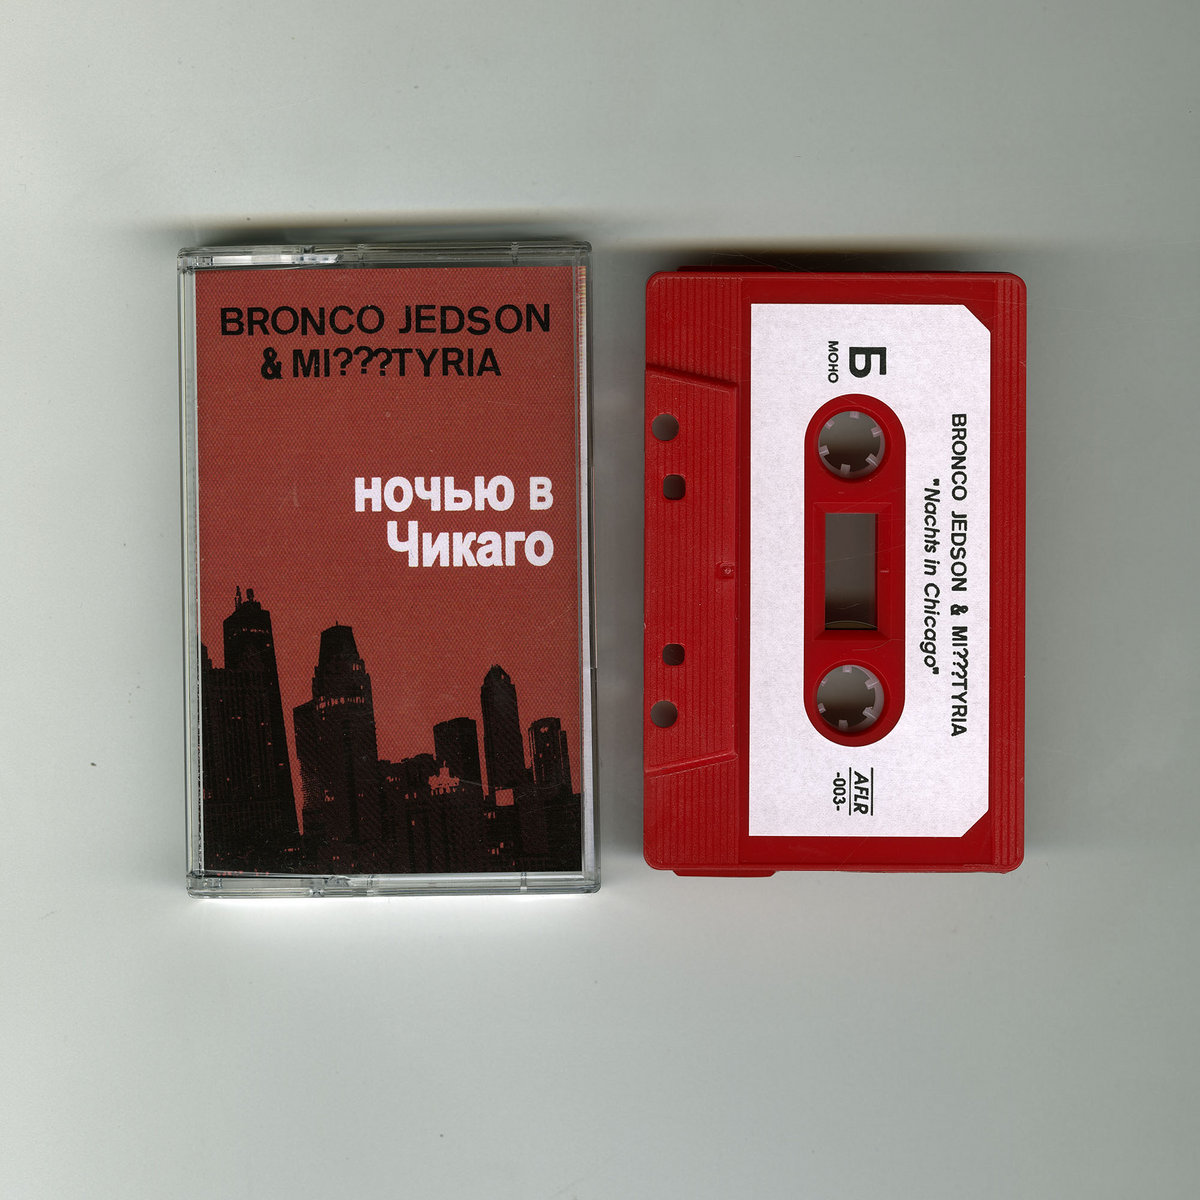 BRONCO JEDSON
& MI???TYRIA
ночью в
Чикаго
Б
МОНО
BRONCO JEDSON & MI???TYRIA
"Nachts in Chicago"
AFLR
-003-